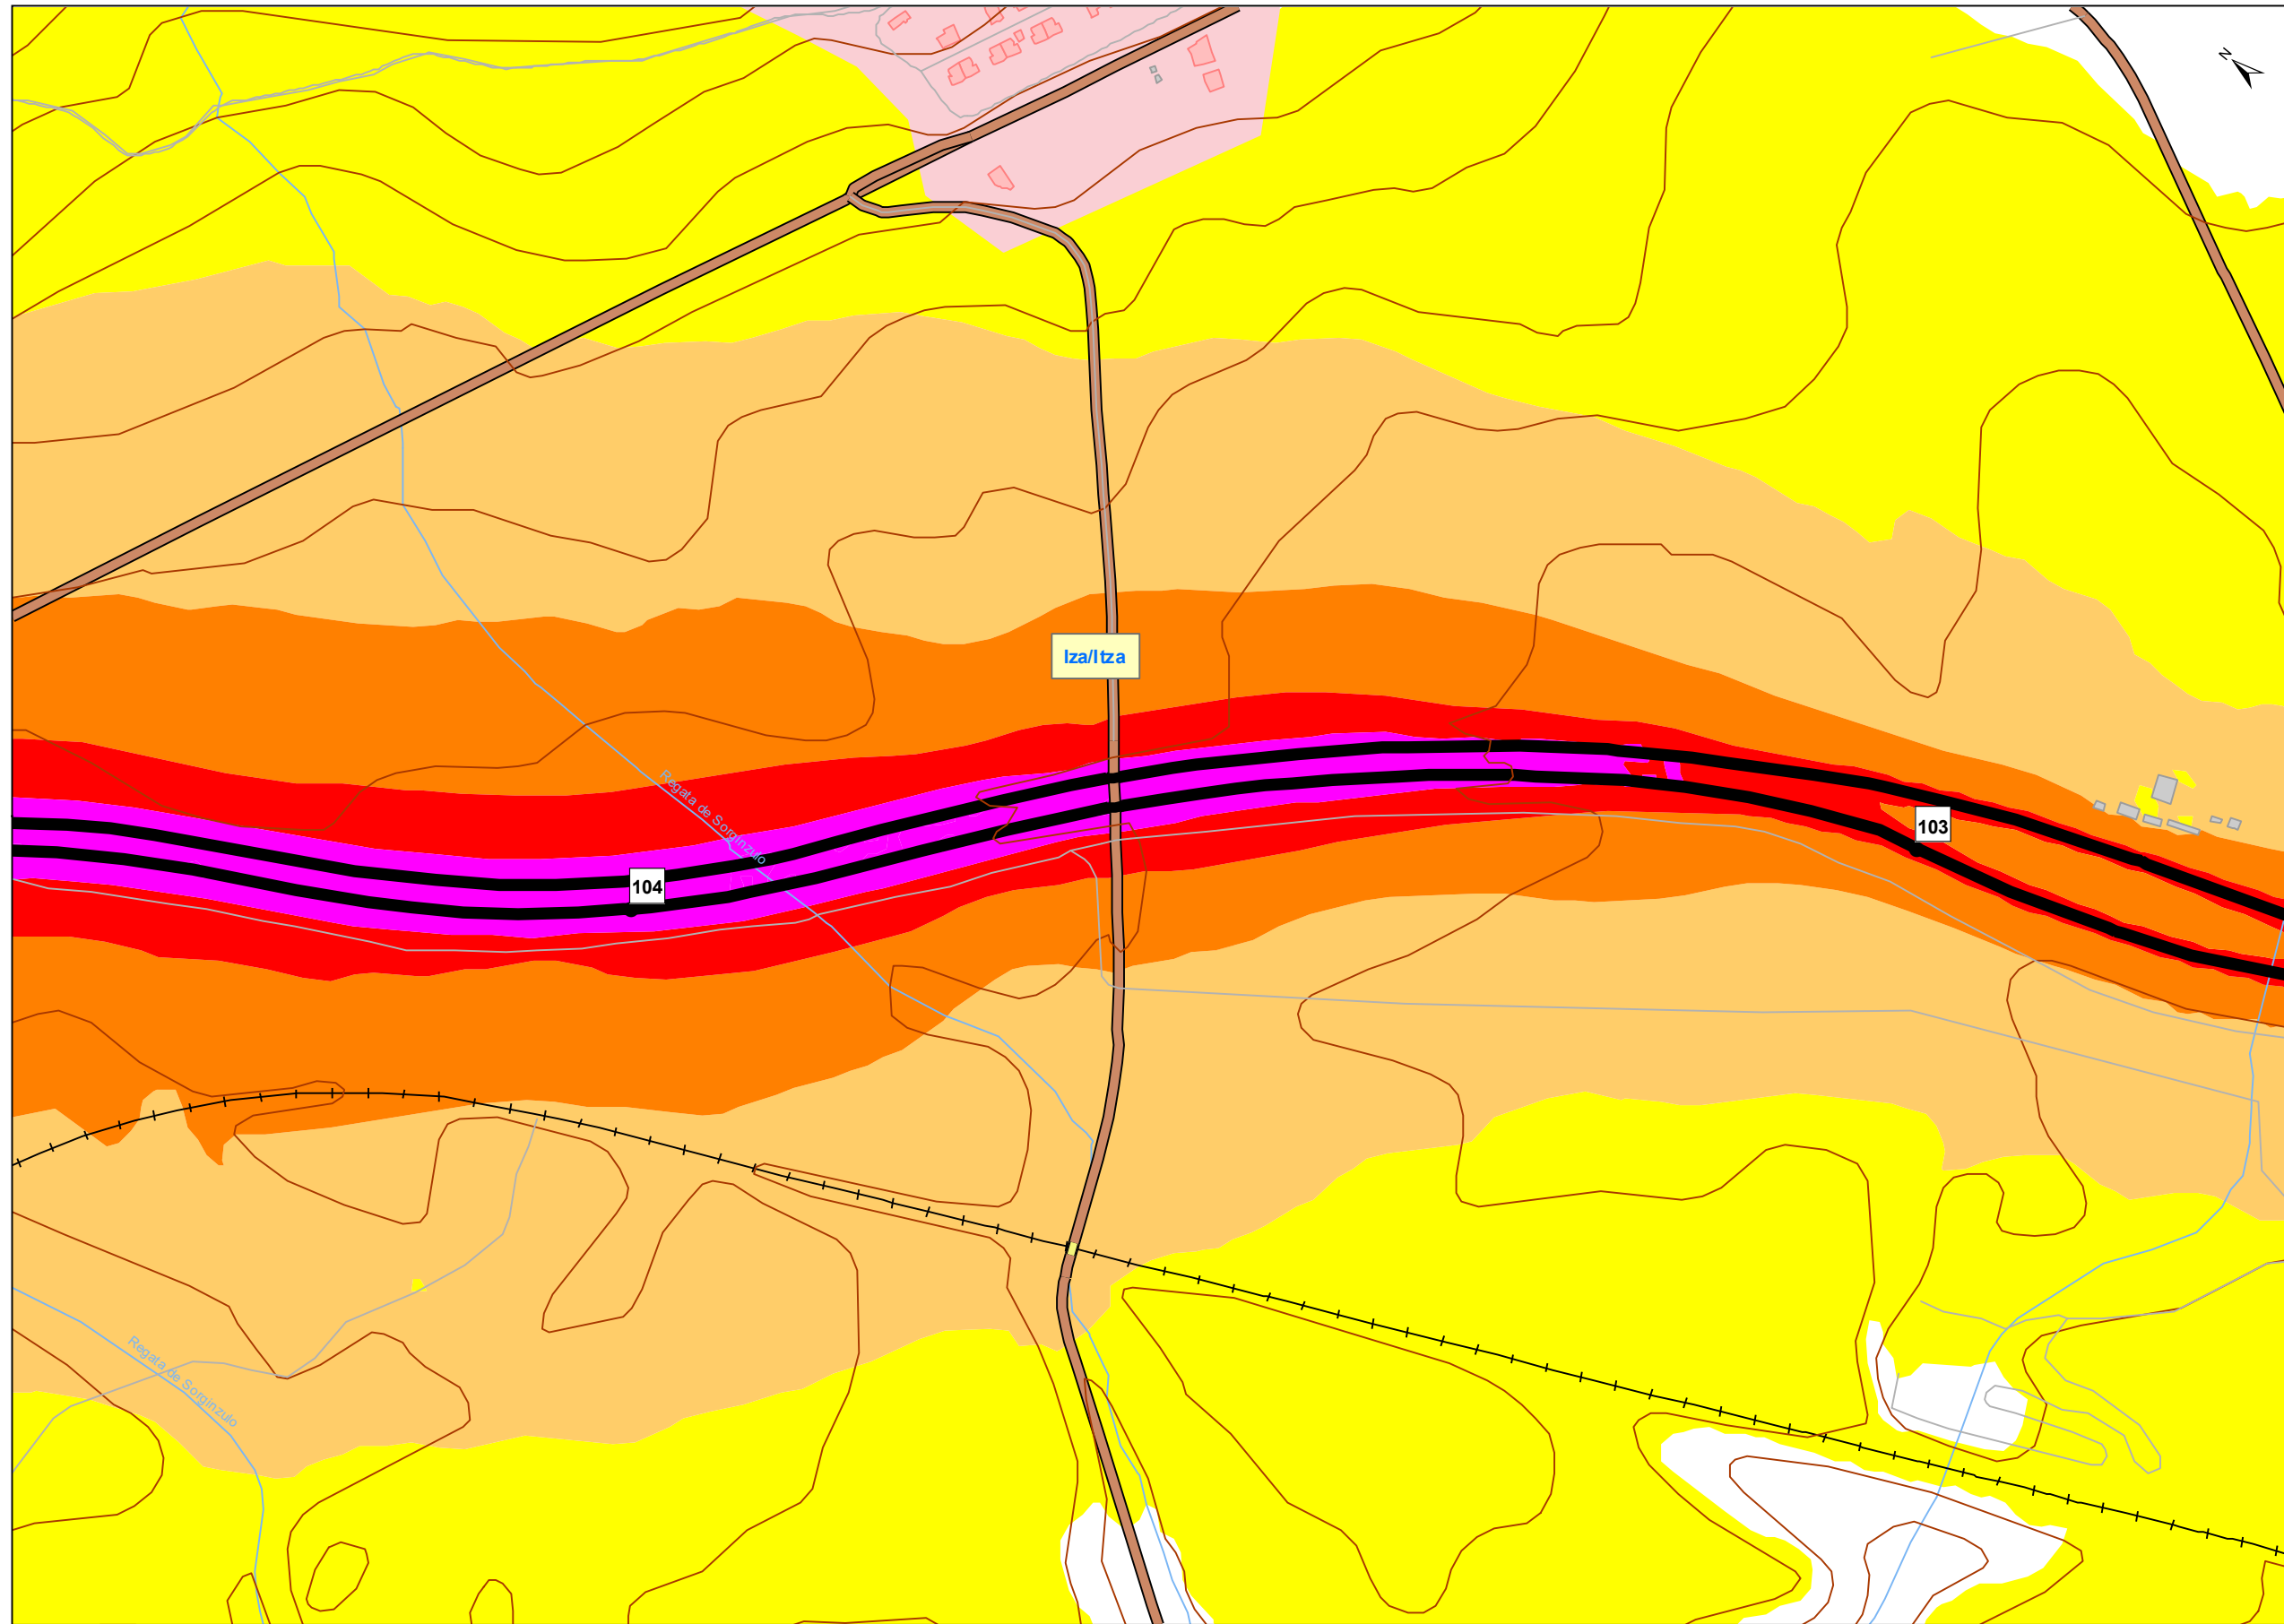 N
Iza/Itza
Regata de Sorginzulo
103
104
Regata de Sorginzulo